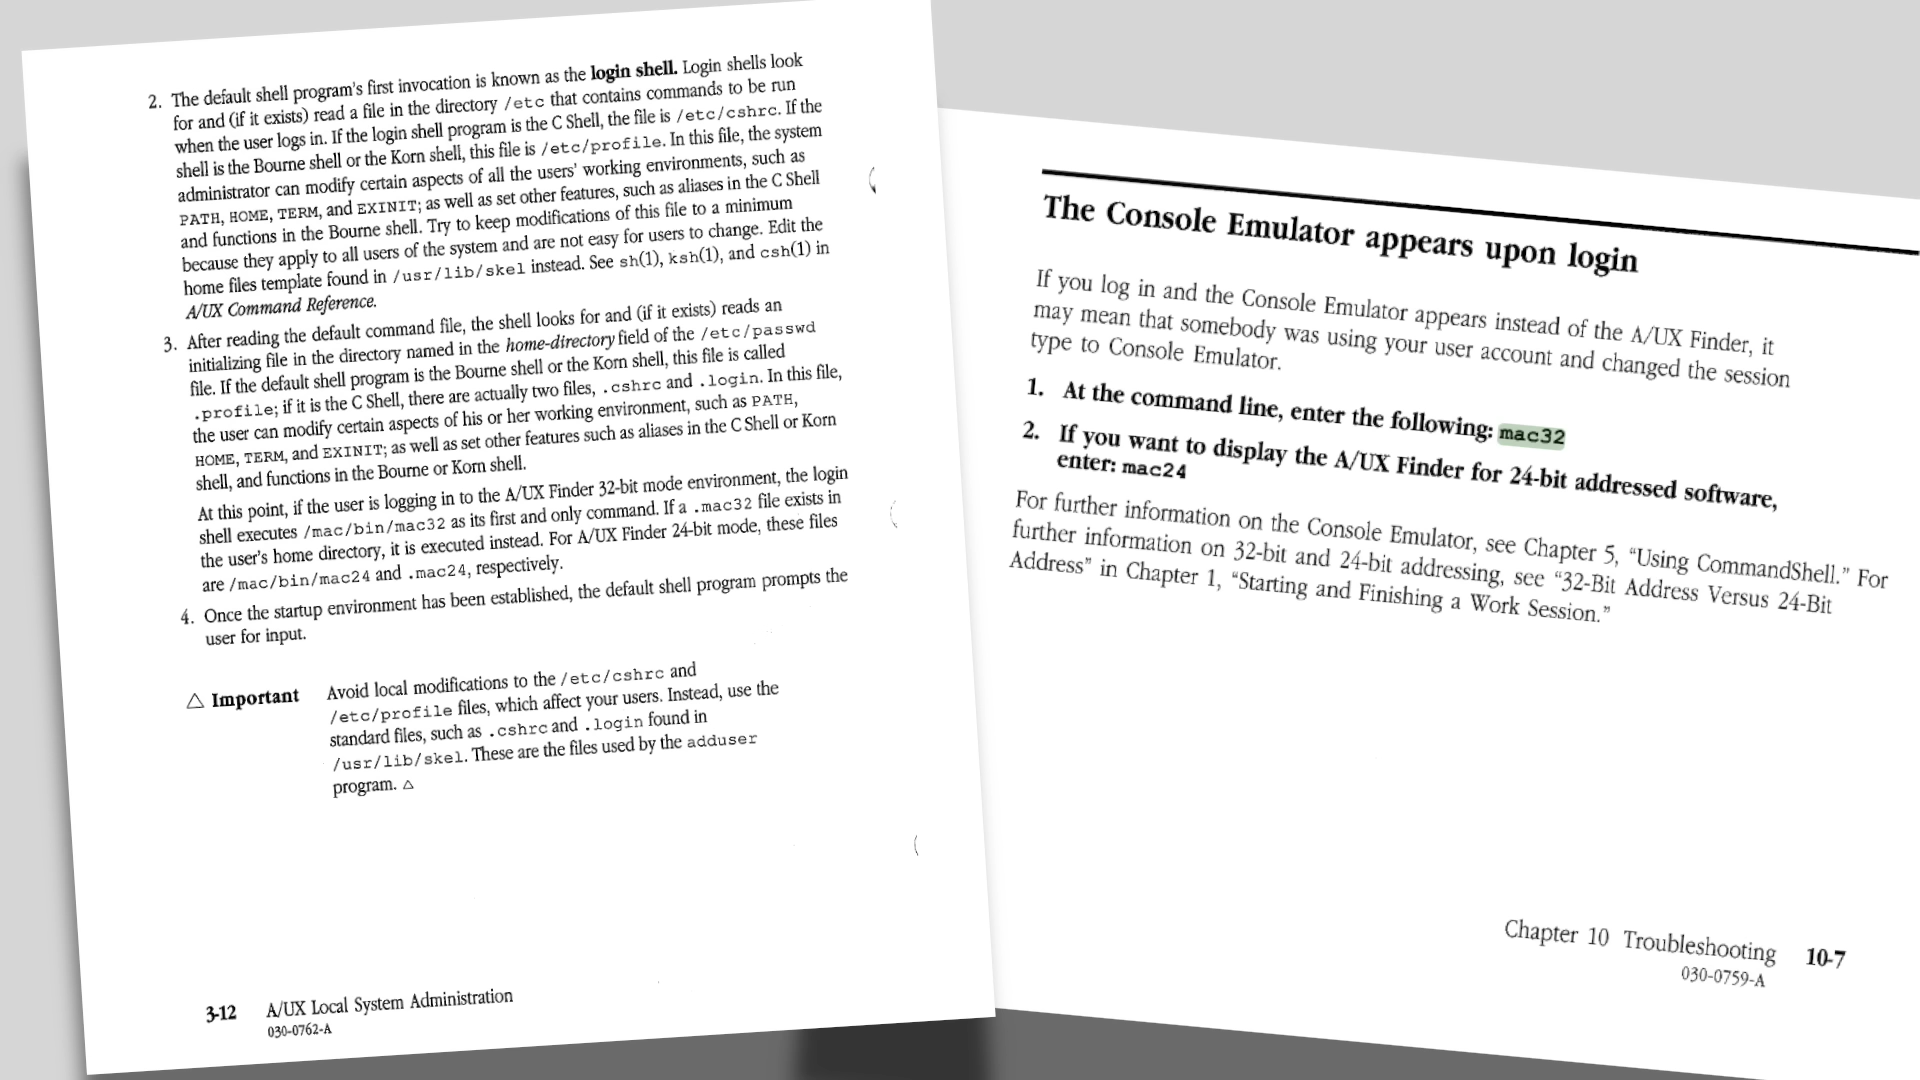 2. The default shell program's first invocation is known as the login shell. Login shells look
for and (if it exists) read a file in the directory /etc that contains commands to be run
when the user logs in. If the login shell program is the C Shell, the file is /etc/cshrc. If the
shell is the Bourne shell or the Korn shell, this file is /etc/profile. In this file, the system
administrator can modify certain aspects of all the users' working environments, such as
PATH, HOME, TERM, and EXINIT; as well as set other features, such as aliases in the C Shell
and functions in the Bourne shell. Try to keep modifications of this file to a minimum
because they apply to all users of the system and are not easy for users to change. Edit the
home files template found in /usr/lib/skel instead. See sh(1), ksh(1), and csh(1) in
A/UX Command Reference.
3. After reading the default command file, the shell looks for and (if it exists) reads an
initializing file in the directory named in the home-directory field of the /etc/passwd
file. If the default shell program is the Bourne shell or the Korn shell, this file is called
.profile; if it is the C Shell, there are actually two files, .cshrc and .login. In this file,
the user can modify certain aspects of his or her working environment, such as PATH,
HOME, TERM, and EXINIT; as well as set other features such as aliases in the C Shell or Korn
shell, and functions in the Bourne or Korn shell.
At this point, if the user is logging in to the A/UX Finder 32-bit mode environment, the login
shell executes /mac/bin/mac32 as its first and only command. If a .mac32 file exists in
the user's home directory, it is executed instead. For A/UX Finder 24-bit mode, these files
are /mac/bin/mac24 and .mac24, respectively.
4. Once the startup environment has been established, the default shell program prompts the
user for input.
△ Important Avoid local modifications to the /etc/cshrc and
/etc/profile files, which affect your users. Instead, use the
standard files, such as .cshrc and .login found in
/usr/lib/skel. These are the files used by the adduser
program. △
3-12 A/UX Local System Administration
030-0762-A
The Console Emulator appears upon login
If you log in and the Console Emulator appears instead of the A/UX Finder, it
may mean that somebody was using your user account and changed the session
type to Console Emulator.
1. At the command line, enter the following: mac32
2. If you want to display the A/UX Finder for 24-bit addressed software,
enter: mac24
For further information on the Console Emulator, see Chapter 5, "Using CommandShell." For
further information on 32-bit and 24-bit addressing, see "32-Bit Address Versus 24-Bit
Address" in Chapter 1, "Starting and Finishing a Work Session."
Chapter 10 Troubleshooting 10-7
030-0759-A